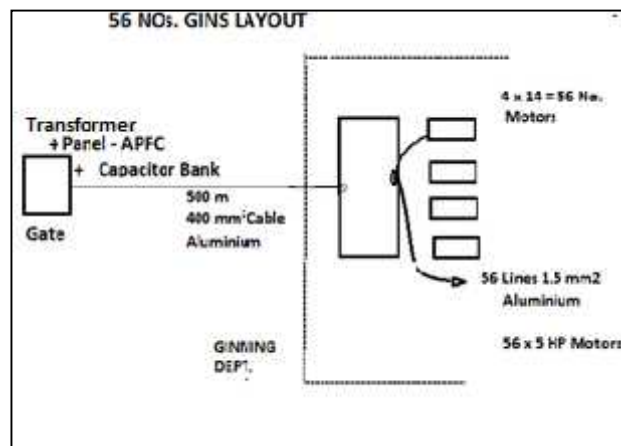 56 NOs. GINS LAYOUT
4 x 14 = 56 Nos.
Motors
Transformer
+ Panel - APFC
+ Capacitor Bank
500 m
400 mm²Cable
Aluminium
Gate
56 Lines 1.5 mm2
Aluminium
GINNING
DEPT.
56 x 5 HP Motors